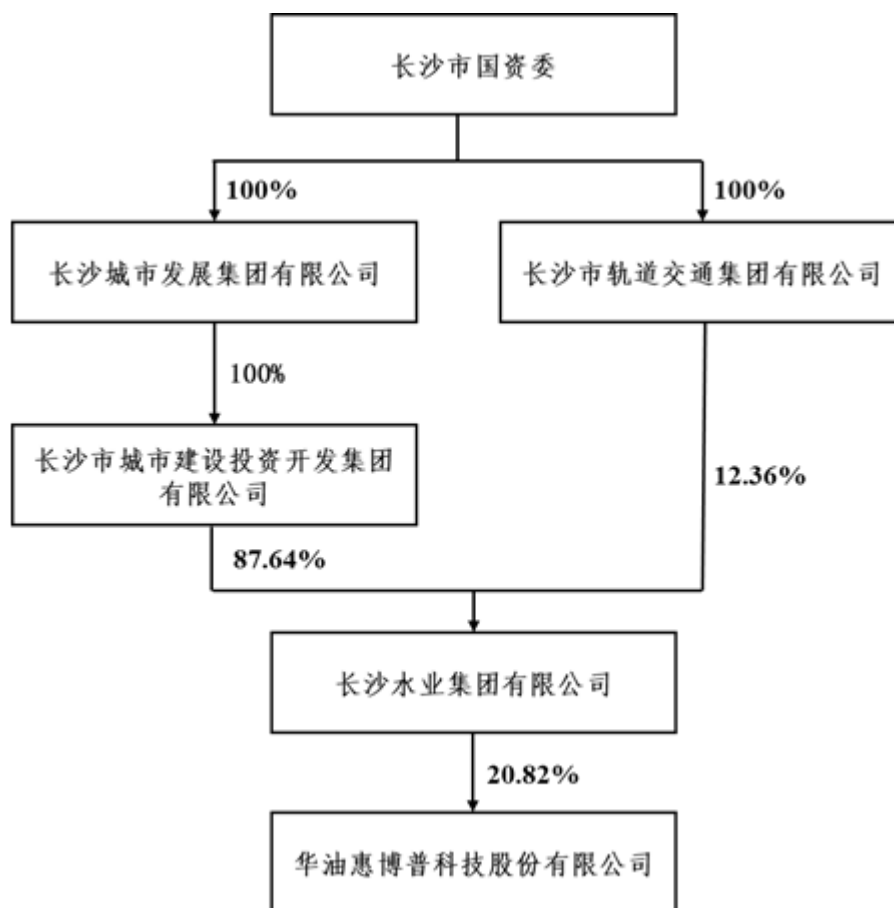 长沙市国资委
100%
100%
长沙城市发展集团有限公司
长沙市轨道交通集团有限公司
100%
长沙市城市建设投资开发集团
有限公司
12.36%
87.64%
长沙水业集团有限公司
20.82%
华油惠博普科技股份有限公司